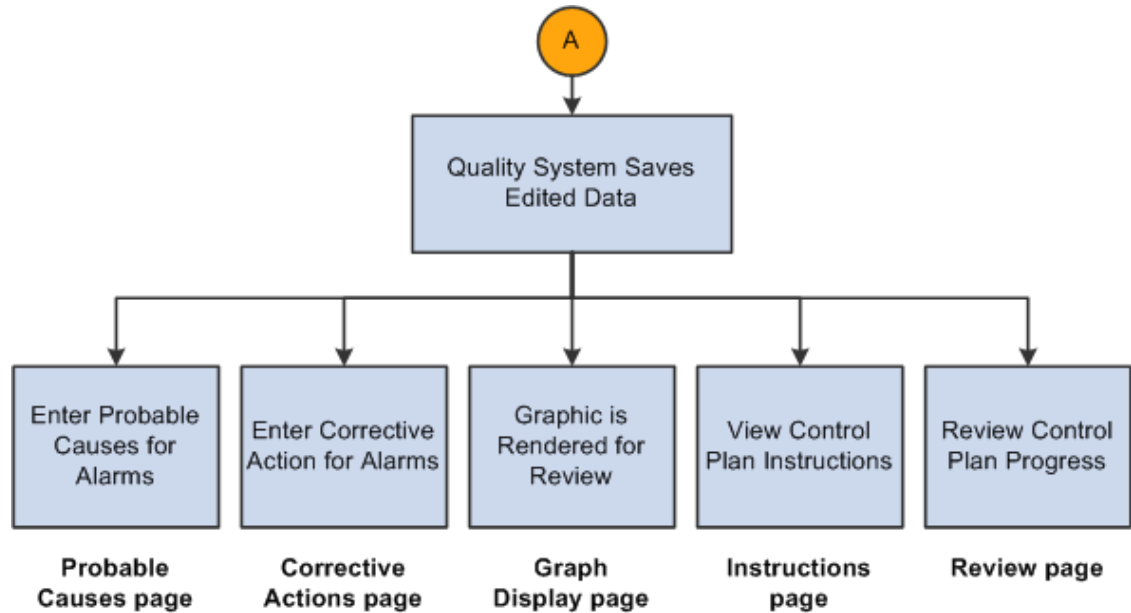 A
Quality System Saves
Edited Data
Enter Probable
Causes for
Alarms
Enter Corrective
Action for Alarms
Graphic is
Rendered for
Review
View Control
Plan Instructions
Review Control
Plan Progress
Probable
Causes page
Corrective
Actions page
Graph
Display page
Instructions
page
Review page